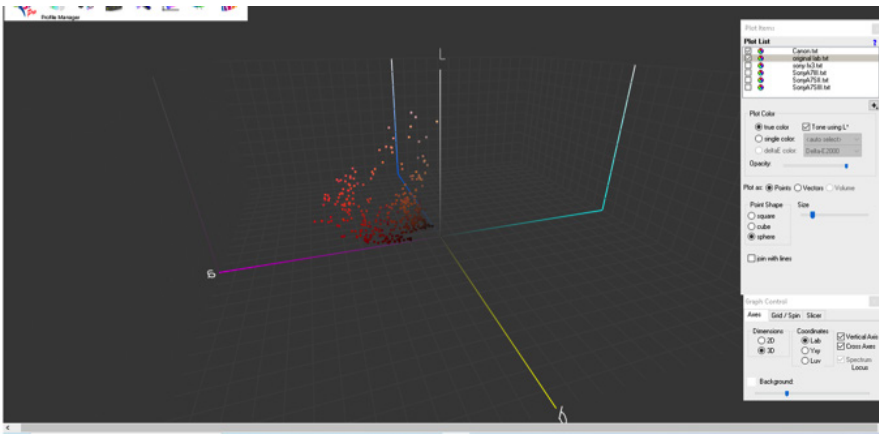 Profile Manager
L
a
b
Plot Items
Plot List
?
Canon.txt
original lab.txt
sony fx3.txt
SonyA7III.txt
SonyA7SII.txt
SonyA7SIII.txt
Plot Color
true color
Tone using L*
single color:
<auto select>
deltaE color:
Delta-E2000
Opacity:
Plot as:
Points
Vectors
Volume
Point Shape
Size
square
cube
sphere
join with lines
Graph Control
Axes
Grid / Spin
Slicer
Dimensions
Coordinates
2D
Lab
Vertical Axis
3D
Yxy
Cross Axes
Luv
Spectrum
Locus
Background: